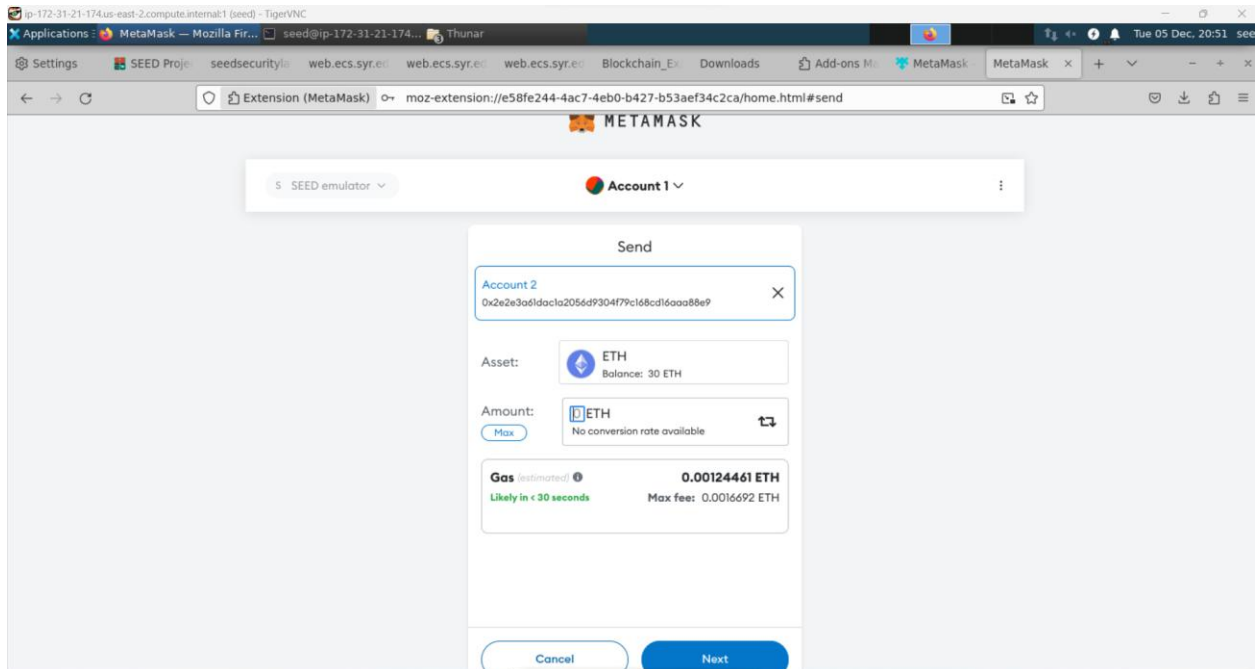 ip-172-31-21-174.us-east-2.compute.internal:1 (seed) - TigerVNC
Applications MetaMask — Mozilla Fir... seed@ip-172-31-21-174... Thunar Tue 05 Dec, 20:51 see
Settings SEED Proje seedsecurityla web.ecs.syr.ed web.ecs.syr.ed web.ecs.syr.ed Blockchain_Ex Downloads Add-ons Ma MetaMask MetaMask
Extension (MetaMask) moz-extension://e58fe244-4ac7-4eb0-b427-b53aef34c2ca/home.html#send
METAMASK
S SEED emulator Account 1
Send
Account 2
0x2e2e3a61dac1a2056d9304f79c168cd16aaa88e9
Asset: ETH
Balance: 30 ETH
Amount: 0 ETH
Max No conversion rate available
Gas (estimated) 0.00124461 ETH
Likely in < 30 seconds Max fee: 0.0016692 ETH
Cancel Next